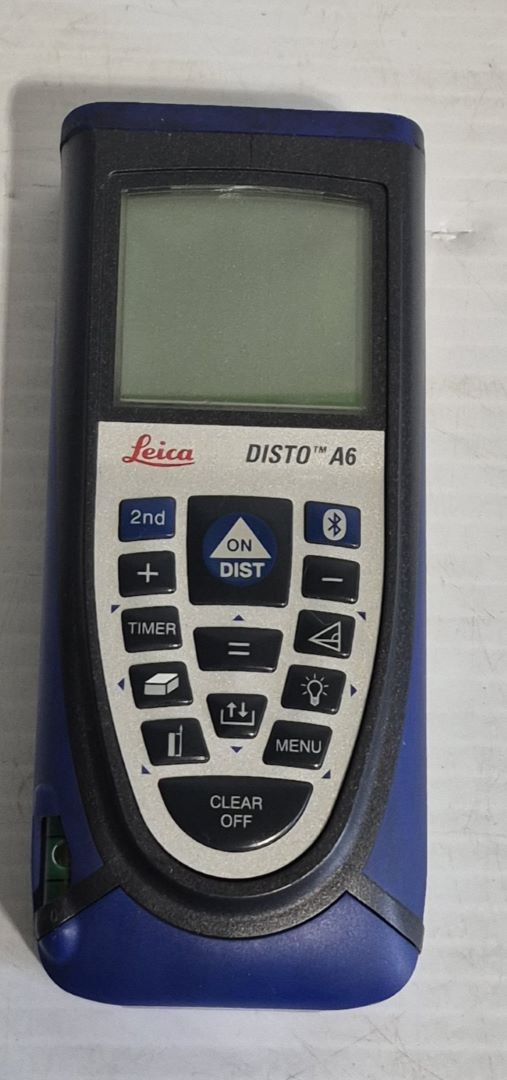 Leica DISTO™ A6
2nd
ON
DIST
+
−
TIMER
=
MENU
CLEAR
OFF